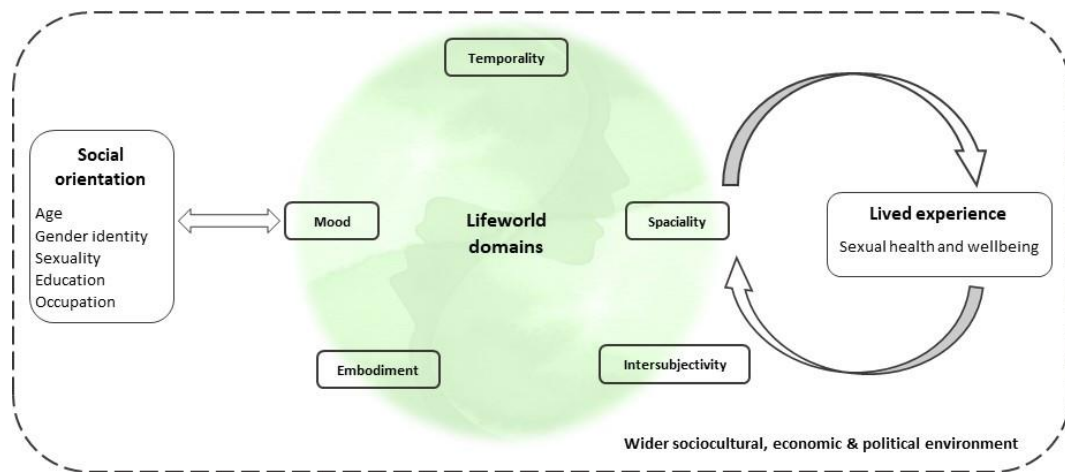 Temporality
Social
orientation
Age
Gender identity
Sexuality
Education
Occupation
Mood
Lifeworld
domains
Spaciality
Lived experience
Sexual health and wellbeing
Embodiment
Intersubjectivity
Wider sociocultural, economic & political environment